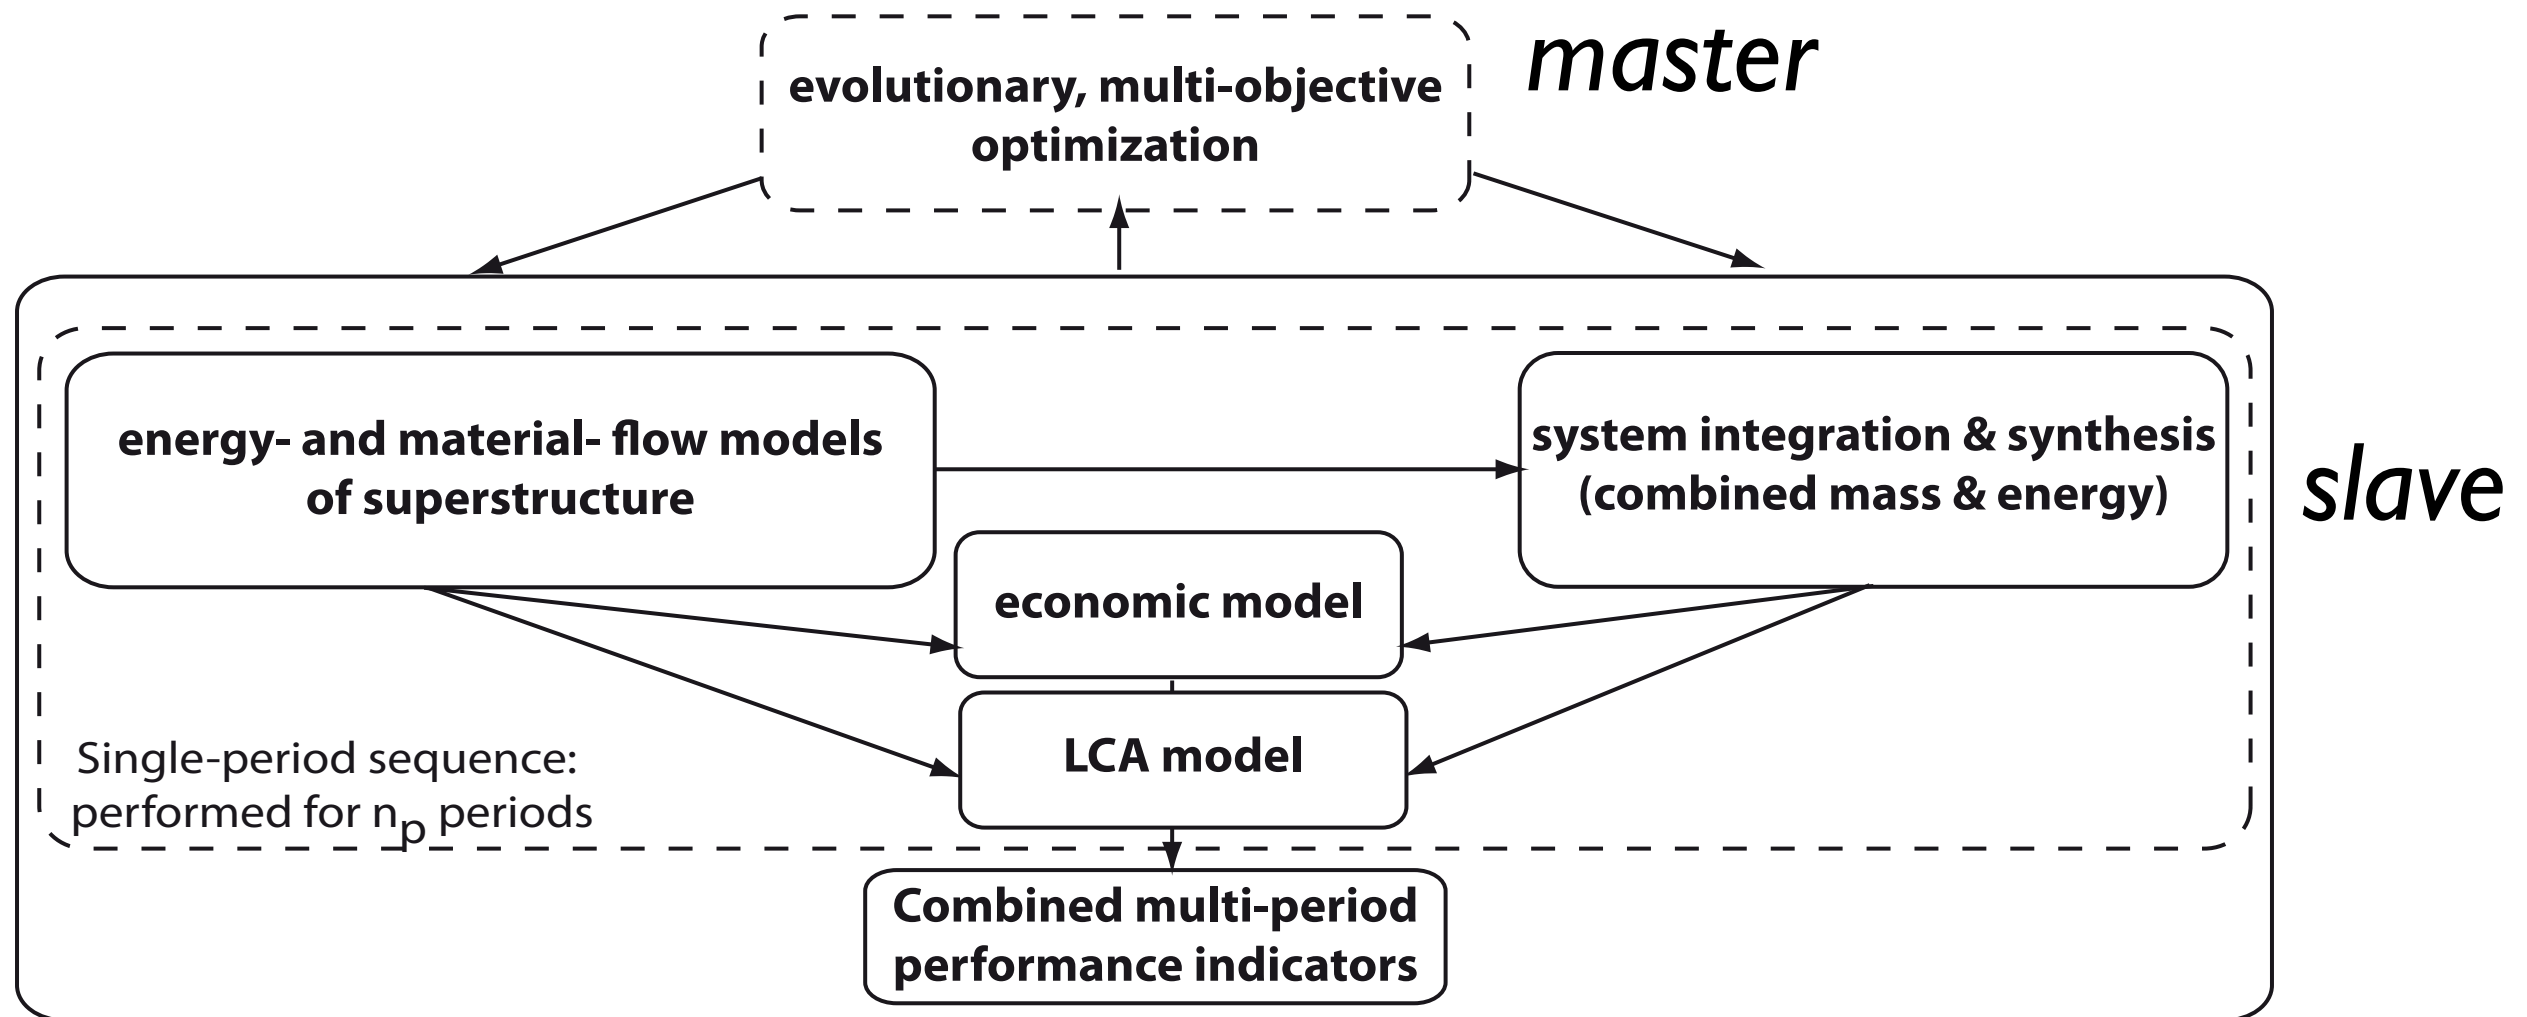 evolutionary, multi-objective
optimization
master
energy- and material- flow models
of superstructure
system integration & synthesis
(combined mass & energy)
slave
economic model
LCA model
Single-period sequence:
performed for np periods
Combined multi-period
performance indicators